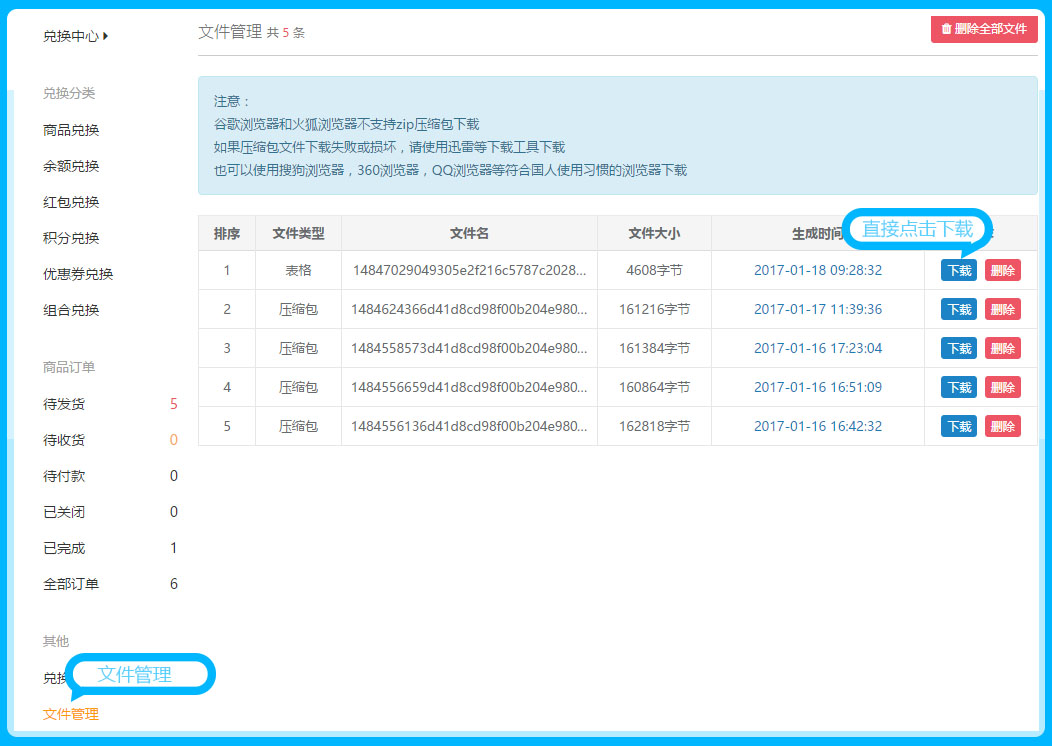 兑换中心
兑换分类
商品兑换
余额兑换
红包兑换
积分兑换
优惠券兑换
组合兑换
商品订单
待发货 5
待收货 0
待付款 0
已关闭 0
已完成 1
全部订单 6
其他
兑换
文件管理
文件管理
文件管理 共 5 条
删除全部文件
注意：
谷歌浏览器和火狐浏览器不支持zip压缩包下载
如果压缩包文件下载失败或损坏，请使用迅雷等下载工具下载
也可以使用搜狗浏览器，360浏览器，QQ浏览器等符合国人使用习惯的浏览器下载
直接点击下载
排序 文件类型 文件名 文件大小 生成时间
1 表格 14847029049305e2f216c5787c2028... 4608字节 2017-01-18 09:28:32 下载 删除
2 压缩包 1484624366d41d8cd98f00b204e980... 161216字节 2017-01-17 11:39:36 下载 删除
3 压缩包 1484558573d41d8cd98f00b204e980... 161384字节 2017-01-16 17:23:04 下载 删除
4 压缩包 1484556659d41d8cd98f00b204e980... 160864字节 2017-01-16 16:51:09 下载 删除
5 压缩包 1484556136d41d8cd98f00b204e980... 162818字节 2017-01-16 16:42:32 下载 删除